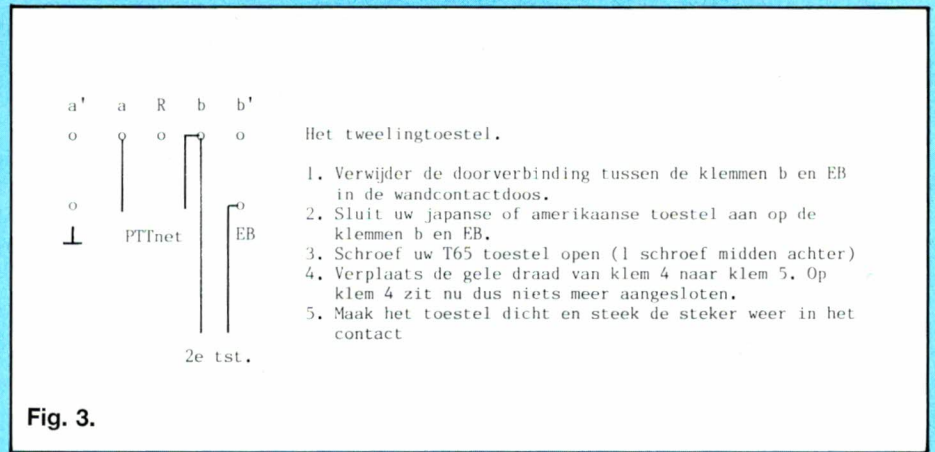 a' a R b b'
o o o o o
o
PTTnet EB
2e tst.
Het tweelingtoestel.
1. Verwijder de doorverbinding tussen de klemmen b en EB
in de wandcontactdoos.
2. Sluit uw japanse of amerikaanse toestel aan op de
klemmen b en EB.
3. Schroef uw T65 toestel open (1 schroef midden achter)
4. Verplaats de gele draad van klem 4 naar klem 5. Op
klem 4 zit nu dus niets meer aangesloten.
5. Maak het toestel dicht en steek de steker weer in het
contact
Fig. 3.